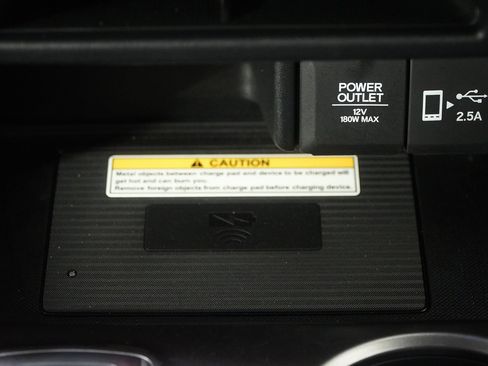 POWER
OUTLET
12V
180W MAX
2.5A
CAUTION
Metal objects between charge pad and device to be charged will
get hot and can burn you.
Remove foreign objects from charge pad before charging device.